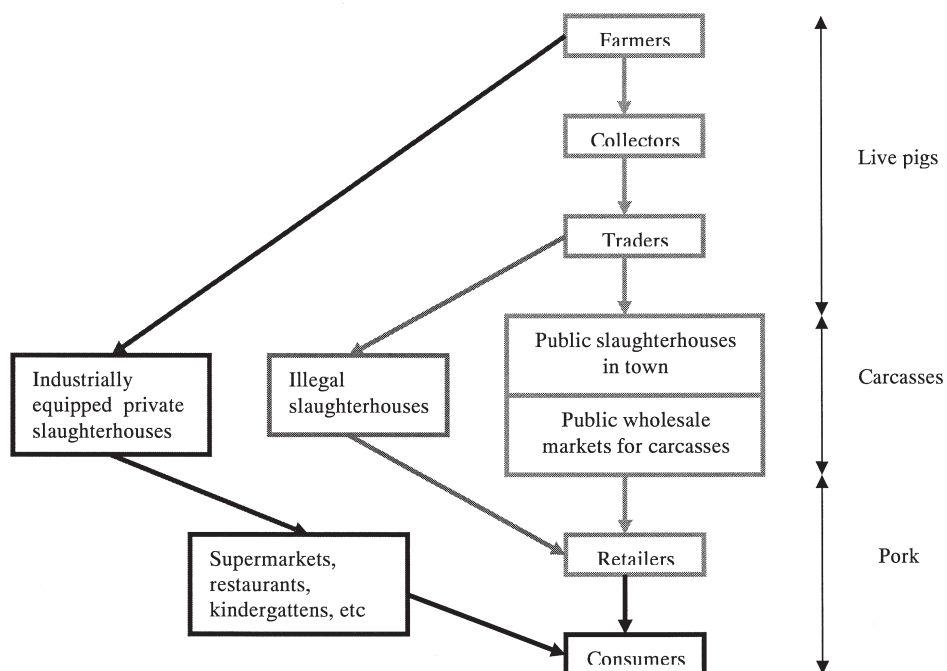 Farmers
Collectors
Live pigs
Traders
Public slaughterhouses
in town
Industrially
equipped private
slaughterhouses
Illegal
slaughterhouses
Carcasses
Public wholesale
markets for carcasses
Supermarkets,
restaurants,
kindergattens, etc
Retailers
Pork
Consumers